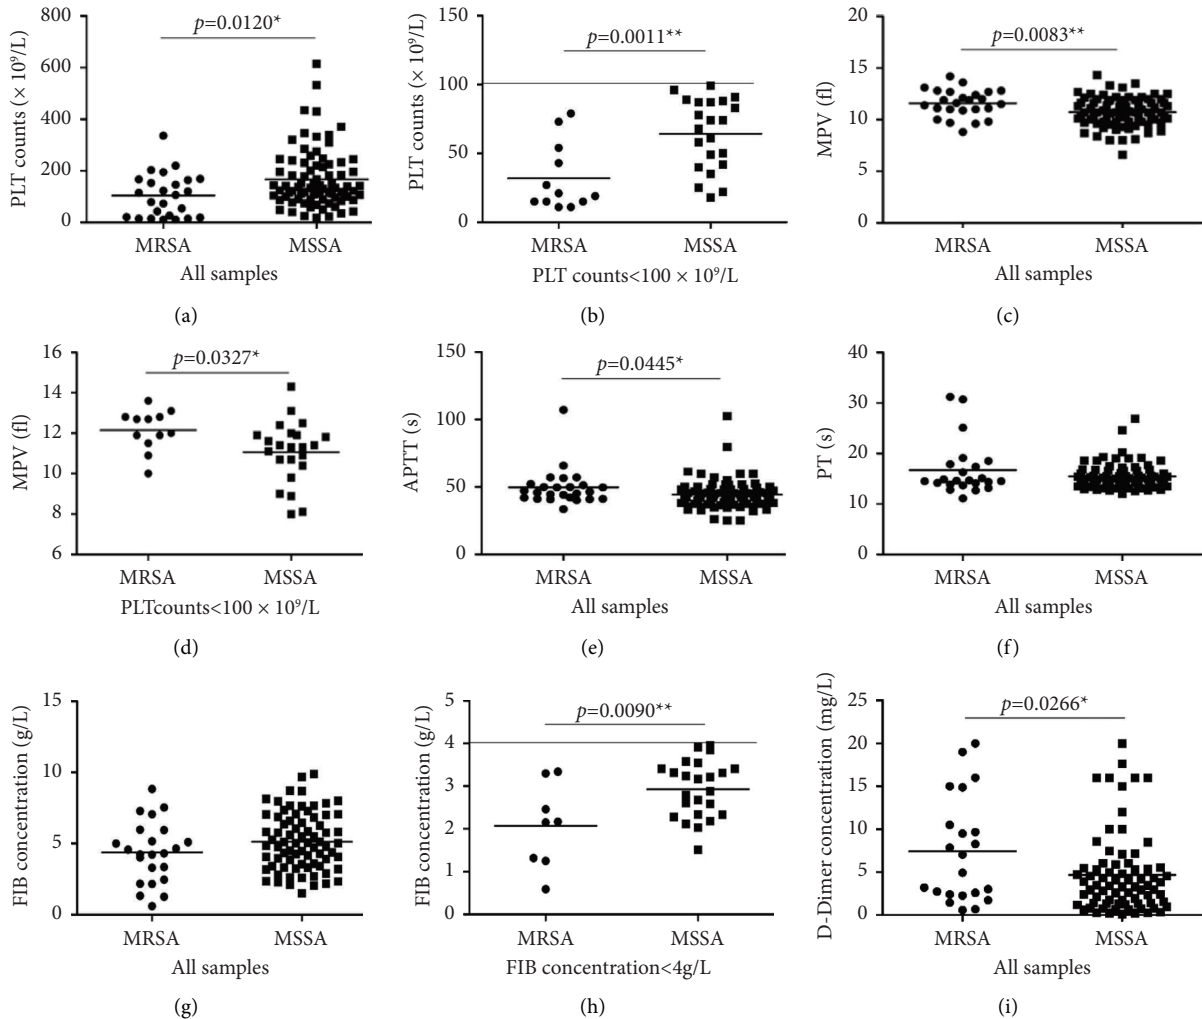 PLT counts (× 10⁹/L)
800
600
400
200
0
p=0.0120*
MRSA
MSSA
All samples
(a)
PLT counts (× 10⁹/L)
150
100
50
0
p=0.0011**
MRSA
MSSA
PLT counts<100 × 10⁹/L
(b)
MPV (fl)
20
15
10
5
0
p=0.0083**
MRSA
MSSA
All samples
(c)
MPV (fl)
16
14
12
10
8
6
p=0.0327*
MRSA
MSSA
PLTcounts<100 × 10⁹/L
(d)
APTT (s)
150
100
50
0
p=0.0445*
MRSA
MSSA
All samples
(e)
PT (s)
40
30
20
10
0
MRSA
MSSA
All samples
(f)
FIB concentration (g/L)
15
10
5
0
MRSA
MSSA
All samples
(g)
FIB concentration (g/L)
5
4
3
2
1
0
p=0.0090**
MRSA
MSSA
FIB concentration<4g/L
(h)
D-Dimer concentration (mg/L)
25
20
15
10
5
0
p=0.0266*
MRSA
MSSA
All samples
(i)